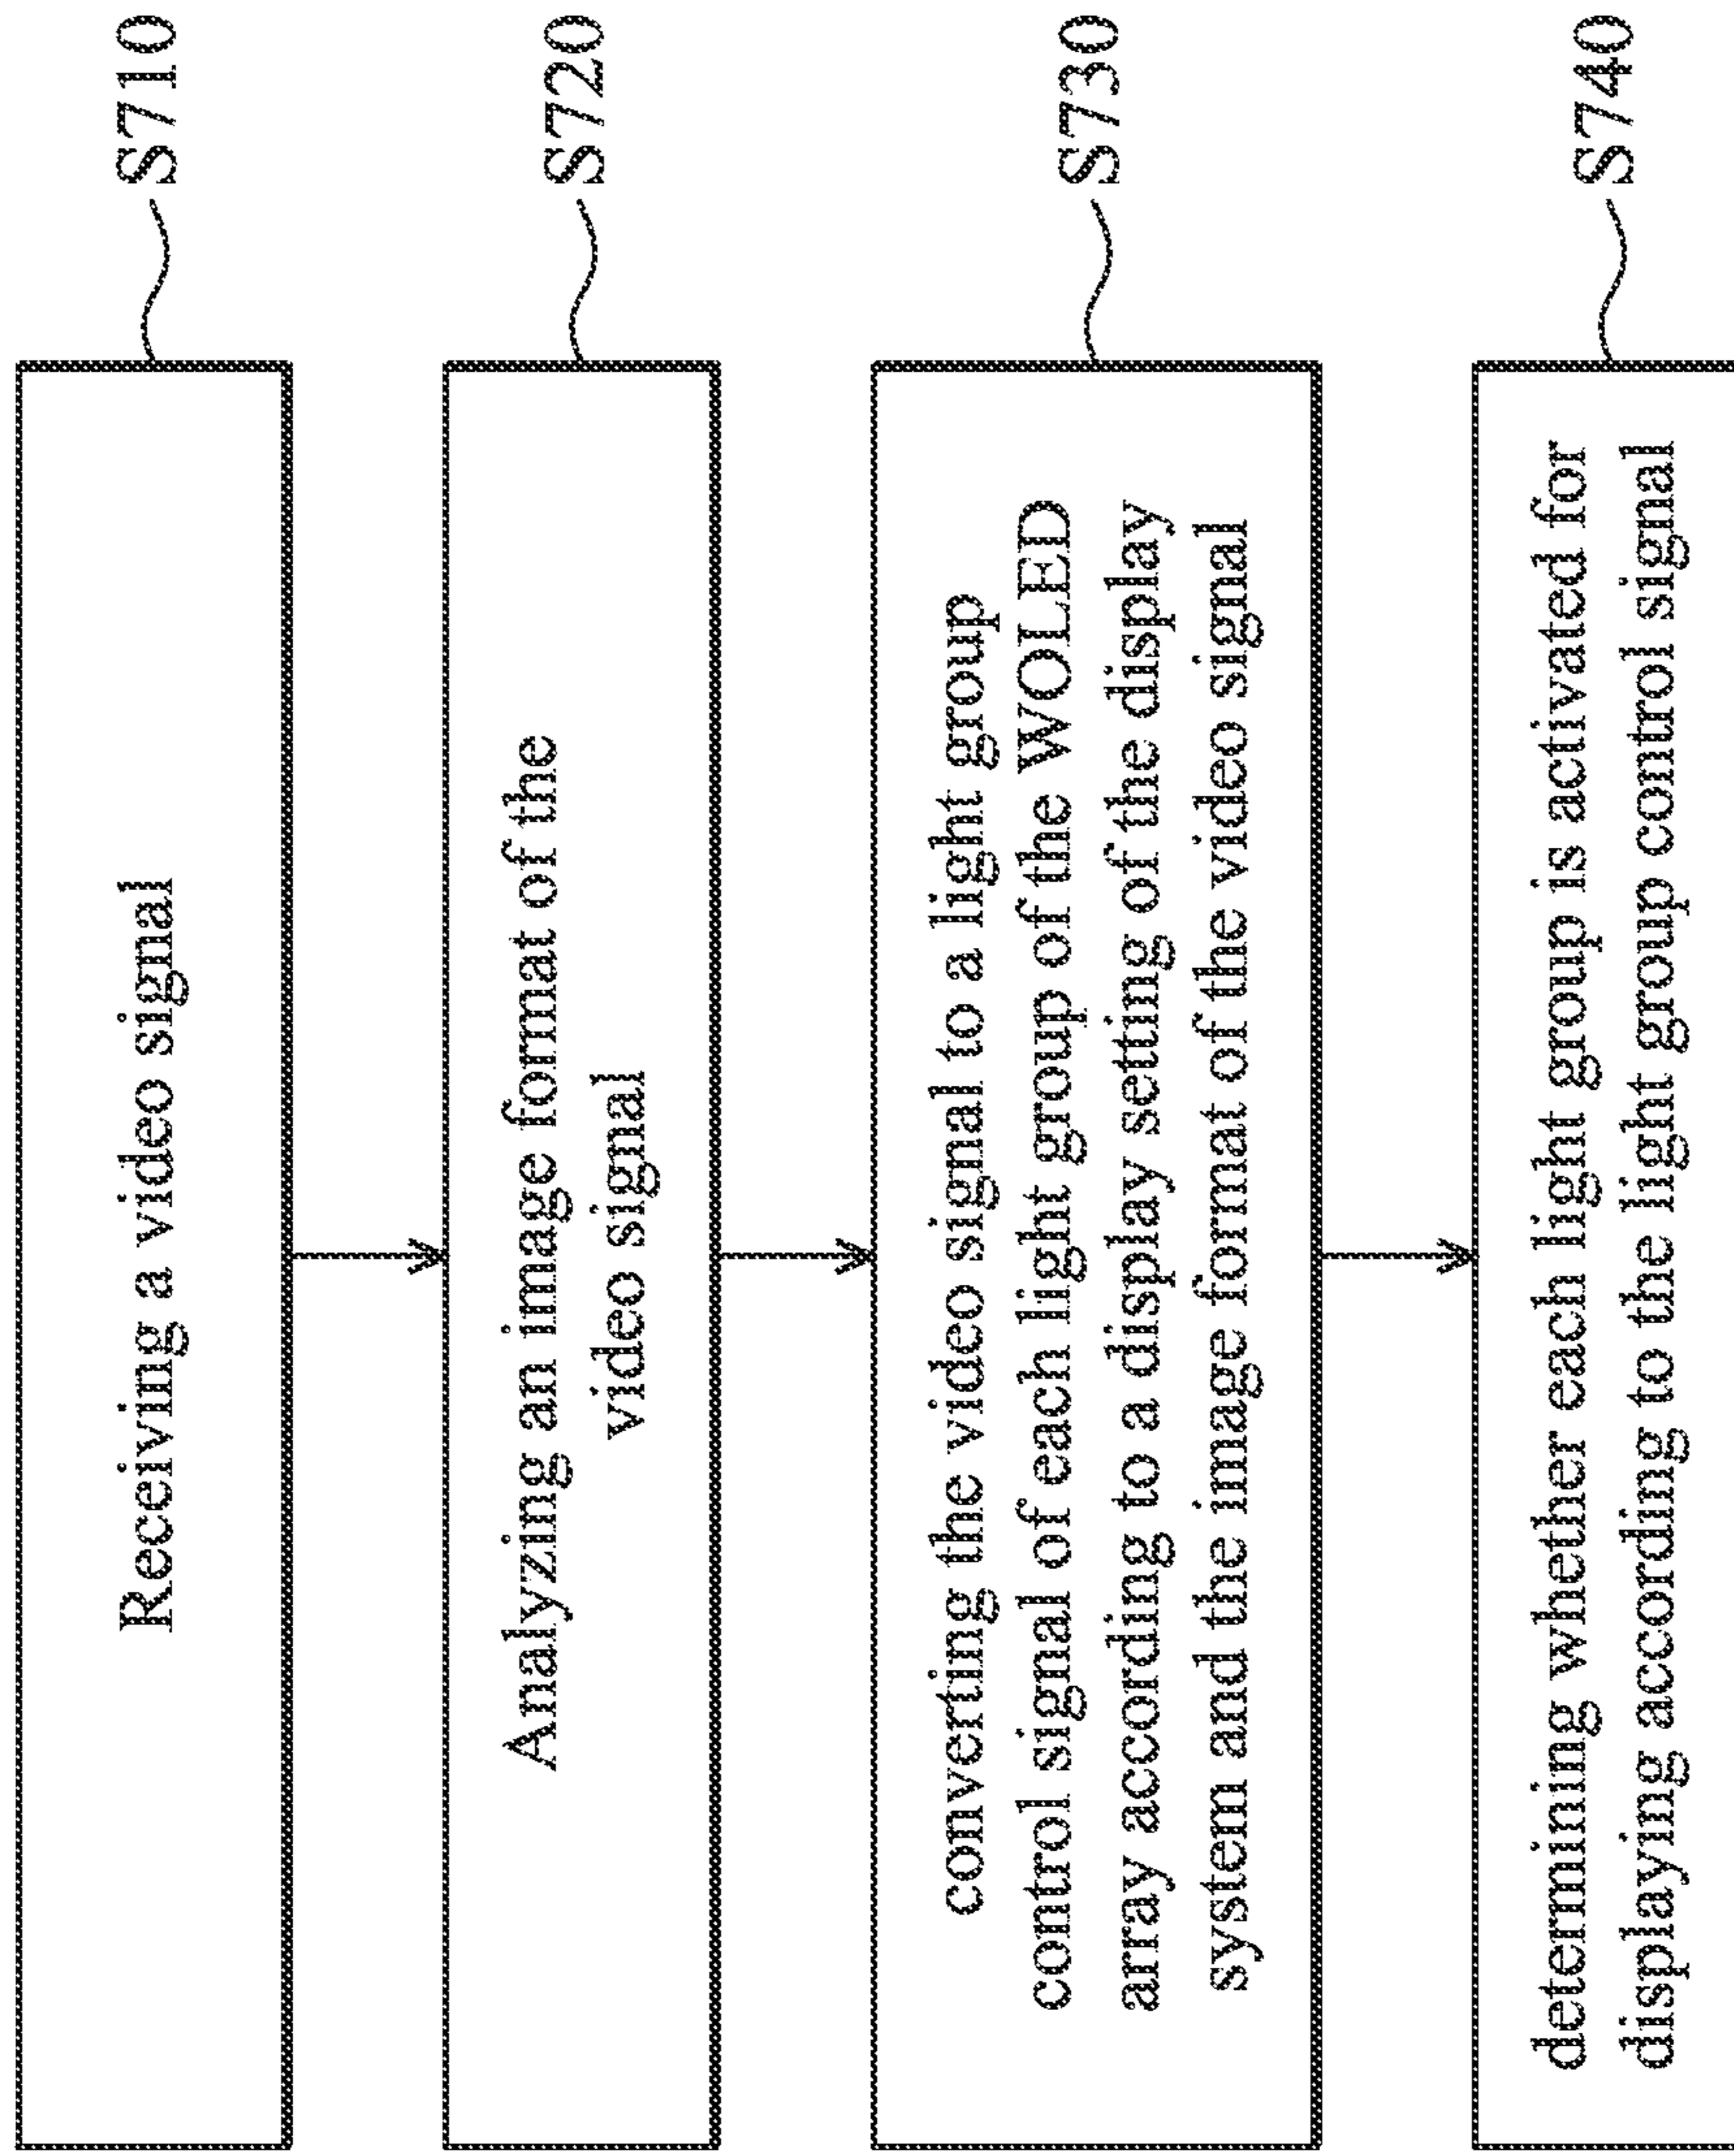 Receiving a video signal
S710
Analyzing an image format of the
video signal
S720
converting the video signal to a light group
control signal of each light group of the WOLED
array according to a display setting of the display
system and the image format of the video signal
S730
determining whether each light group is activated for
displaying according to the light group control signal
S740